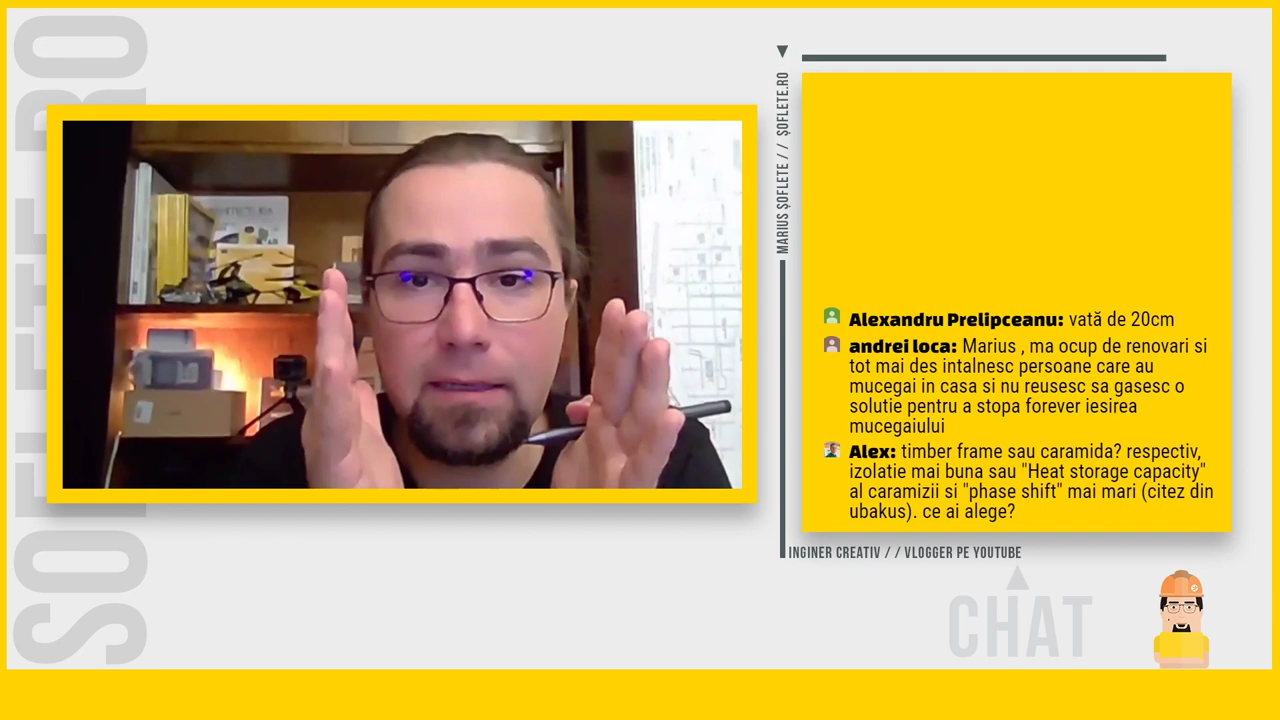 SOFLETE.RO
MARIUS ȘOFLETE // ȘOFLETE.RO
Alexandru Prelipceanu: vată de 20cm
andrei loca: Marius , ma ocup de renovari si
tot mai des intalnesc persoane care au
mucegai in casa si nu reusesc sa gasesc o
solutie pentru a stopa forever iesirea
mucegaiului
Alex: timber frame sau caramida? respectiv,
izolatie mai buna sau "Heat storage capacity"
al caramizii si "phase shift" mai mari (citez din
ubakus). ce ai alege?
INGINER CREATIV / / VLOGGER PE YOUTUBE
CHAT